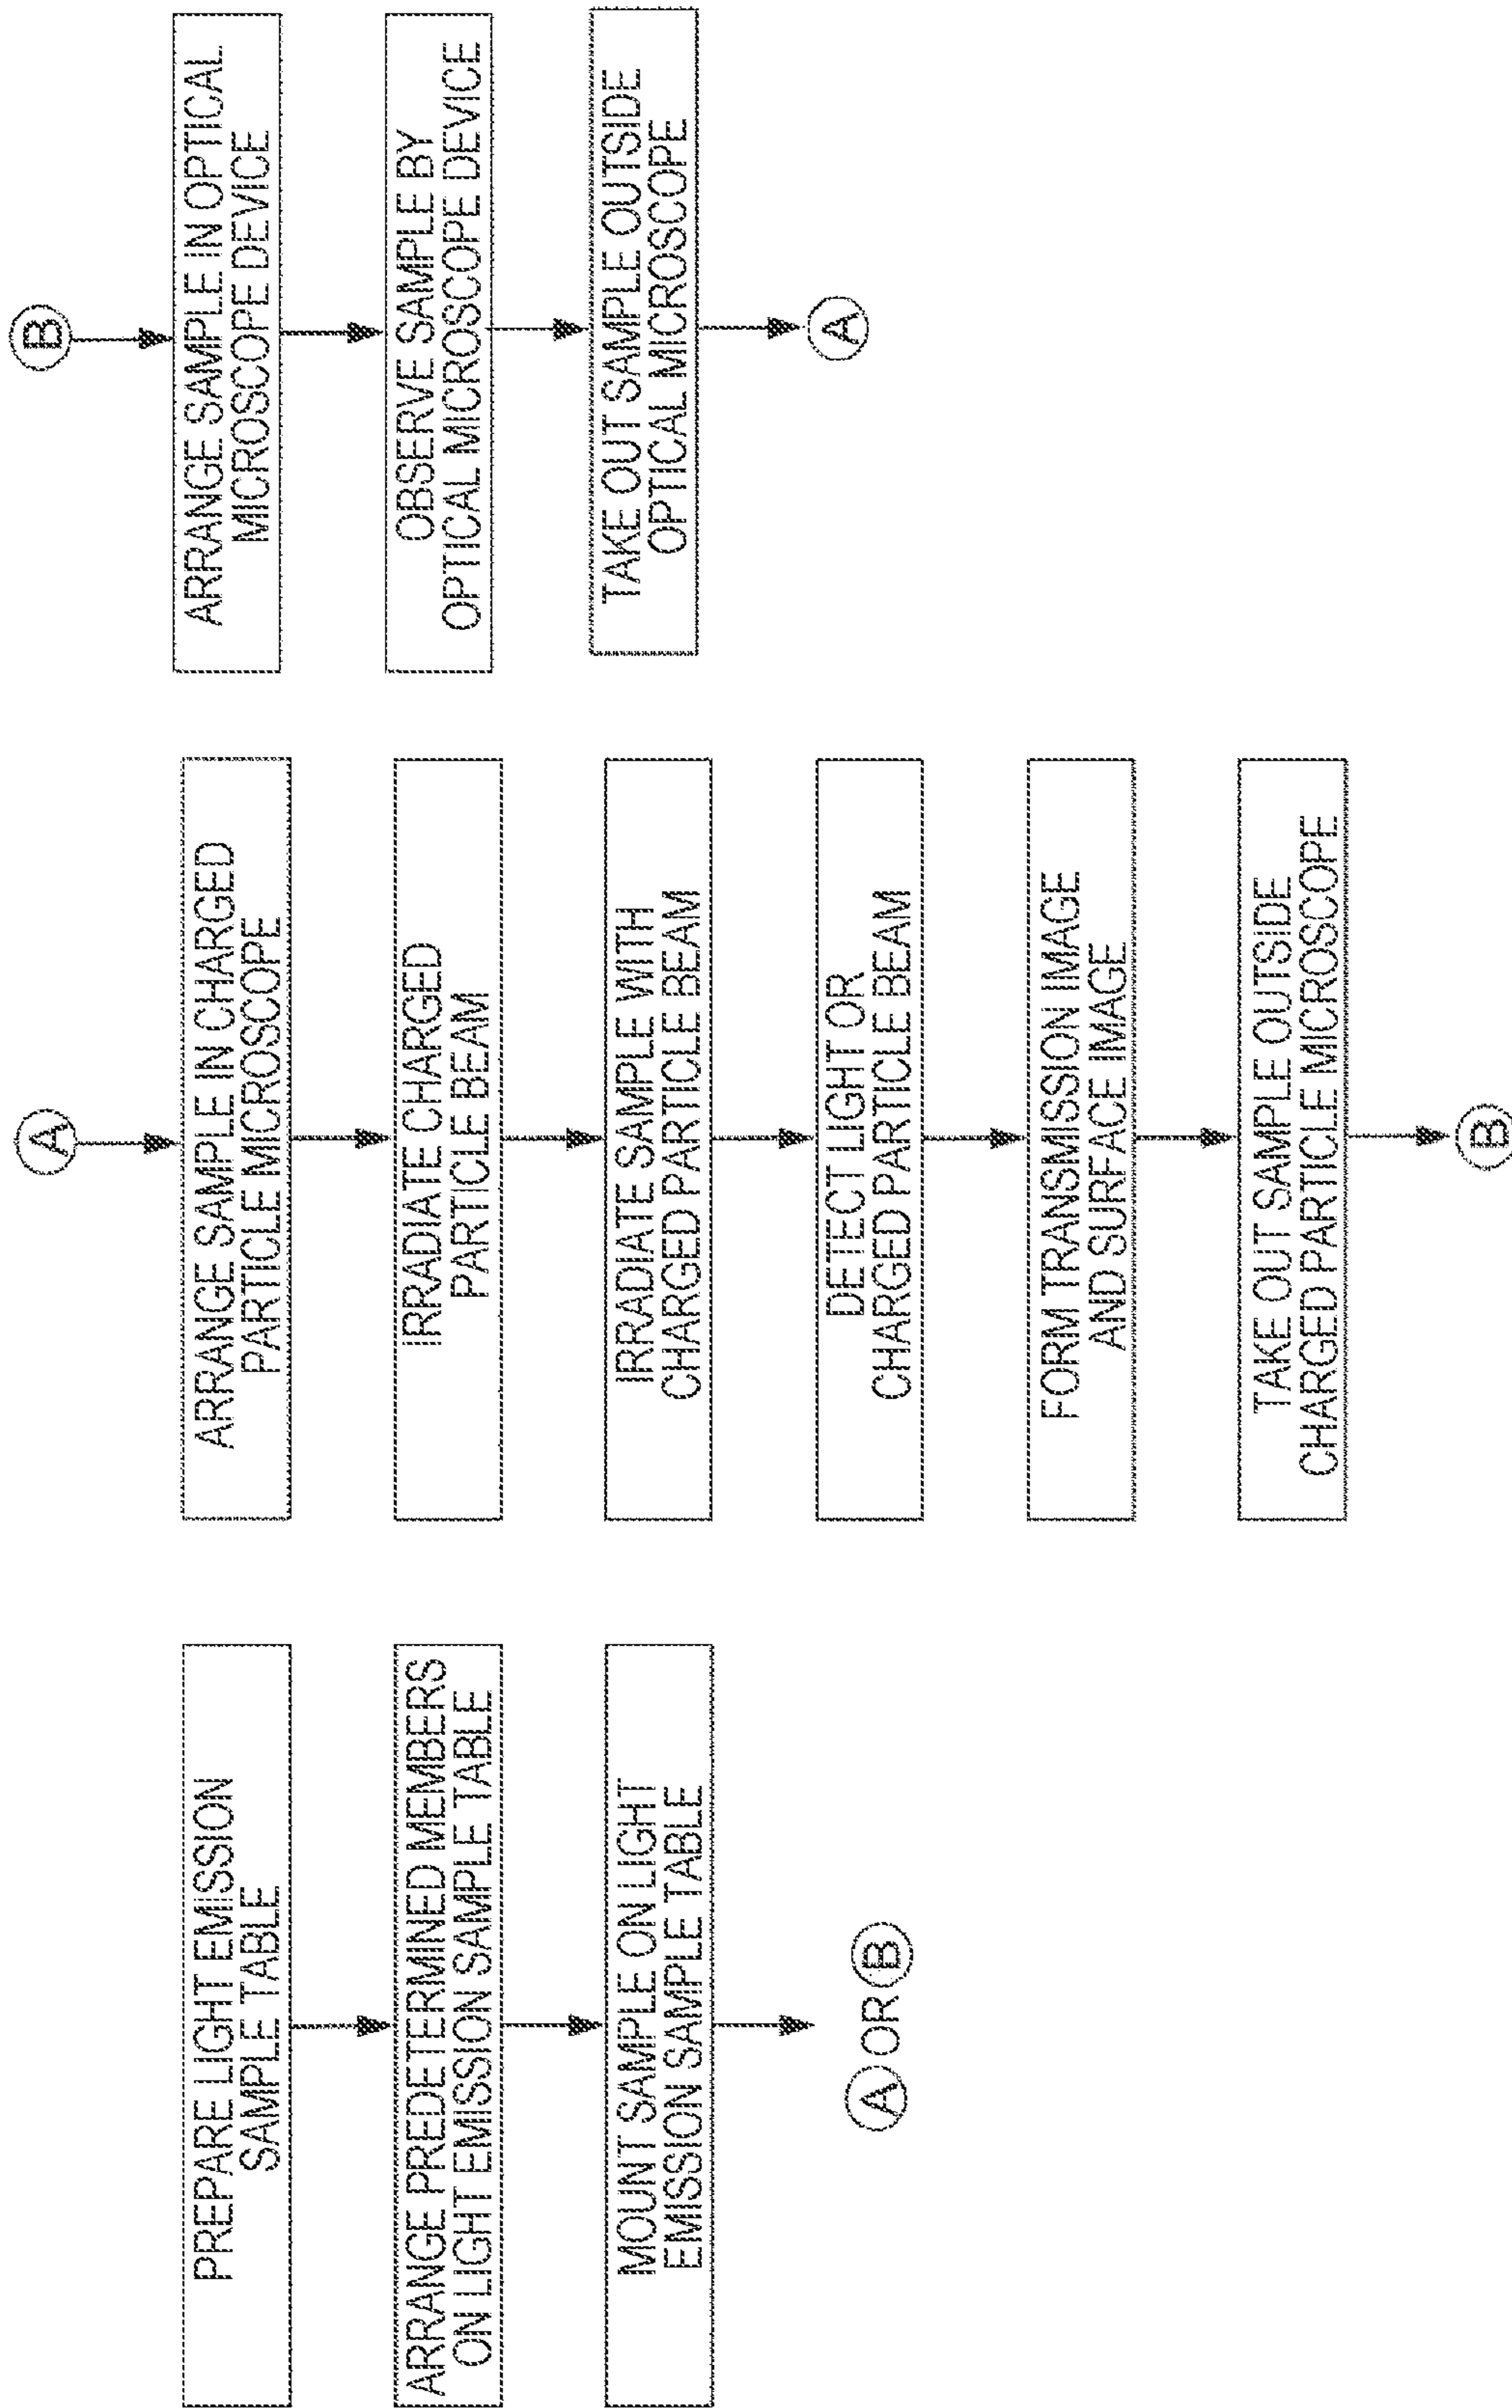 PREPARE LIGHT EMISSION
SAMPLE TABLE
ARRANGE PREDETERMINED MEMBERS
ON LIGHT EMISSION SAMPLE TABLE
MOUNT SAMPLE ON LIGHT
EMISSION SAMPLE TABLE
A OR B
A
ARRANGE SAMPLE IN CHARGED
PARTICLE MICROSCOPE
IRRADIATE CHARGED
PARTICLE BEAM
IRRADIATE SAMPLE WITH
CHARGED PARTICLE BEAM
DETECT LIGHT OR
CHARGED PARTICLE BEAM
FORM TRANSMISSION IMAGE
AND SURFACE IMAGE
TAKE OUT SAMPLE OUTSIDE
CHARGED PARTICLE MICROSCOPE
B
B
ARRANGE SAMPLE IN OPTICAL
MICROSCOPE DEVICE
OBSERVE SAMPLE BY
OPTICAL MICROSCOPE DEVICE
TAKE OUT SAMPLE OUTSIDE
OPTICAL MICROSCOPE
A